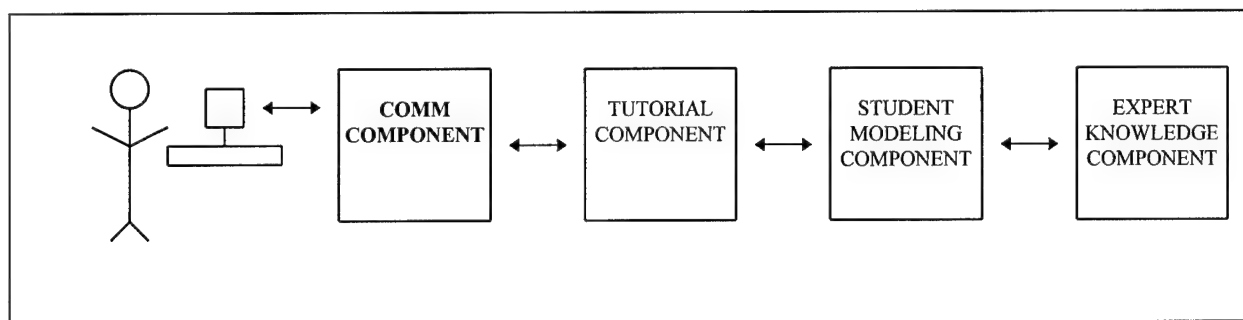 COMM
COMPONENT
TUTORIAL
COMPONENT
STUDENT
MODELING
COMPONENT
EXPERT
KNOWLEDGE
COMPONENT